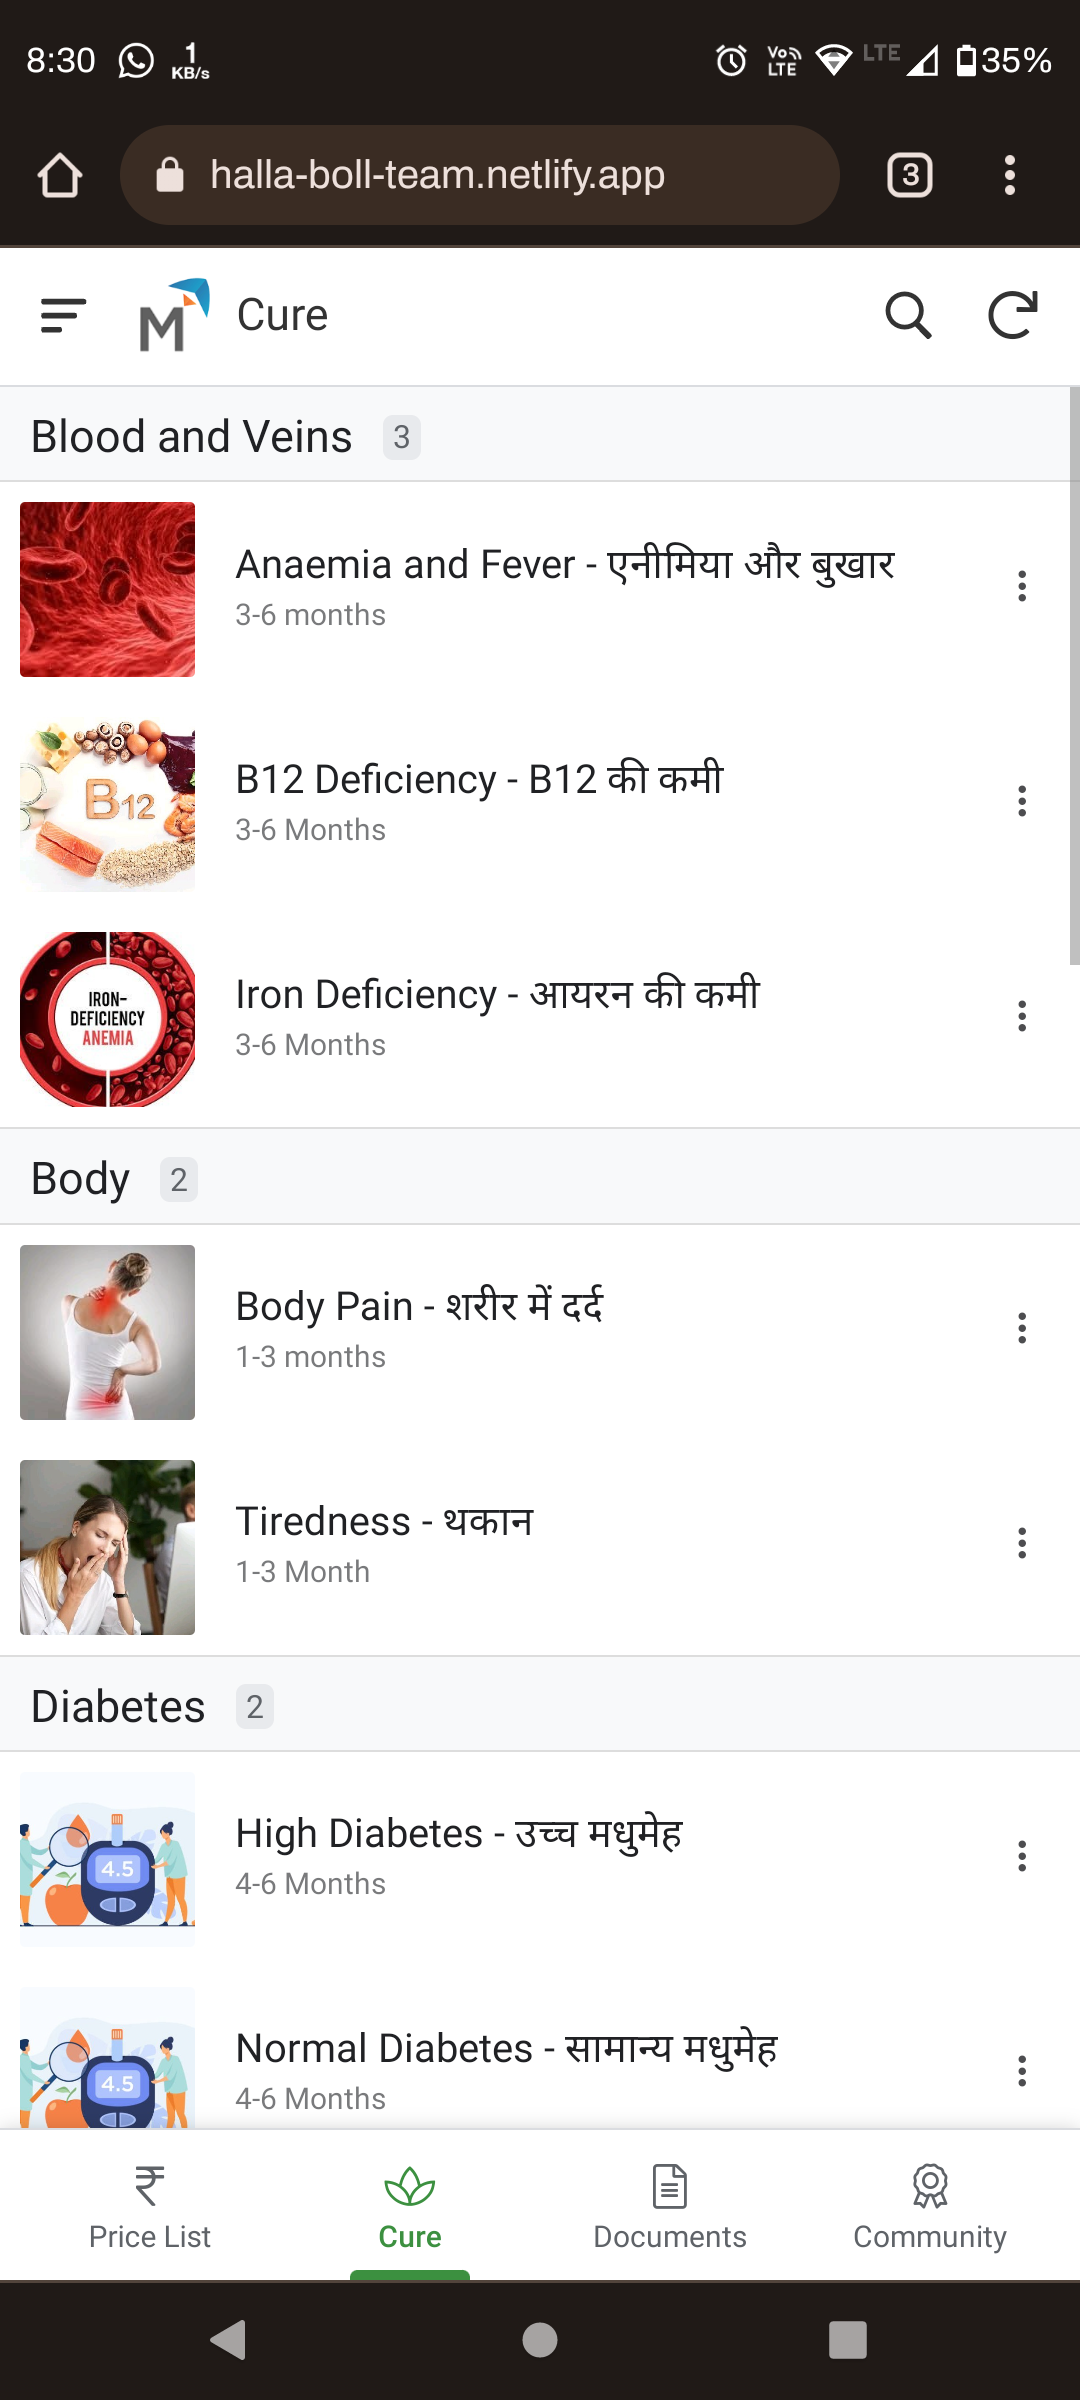 8:30 1 KB/s Vo LTE LTE 35%
halla-boll-team.netlify.app 3
M Cure
Blood and Veins 3
Anaemia and Fever - एनीमिया और बुखार
3-6 months
B12
B12 Deficiency - B12 की कमी
3-6 Months
IRON-
DEFICIENCY
ANEMIA
Iron Deficiency - आयरन की कमी
3-6 Months
Body 2
Body Pain - शरीर में दर्द
1-3 months
Tiredness - थकान
1-3 Month
Diabetes 2
4.5
High Diabetes - उच्च मधुमेह
4-6 Months
4.5
Normal Diabetes - सामान्य मधुमेह
4-6 Months
₹
Price List Cure Documents Community